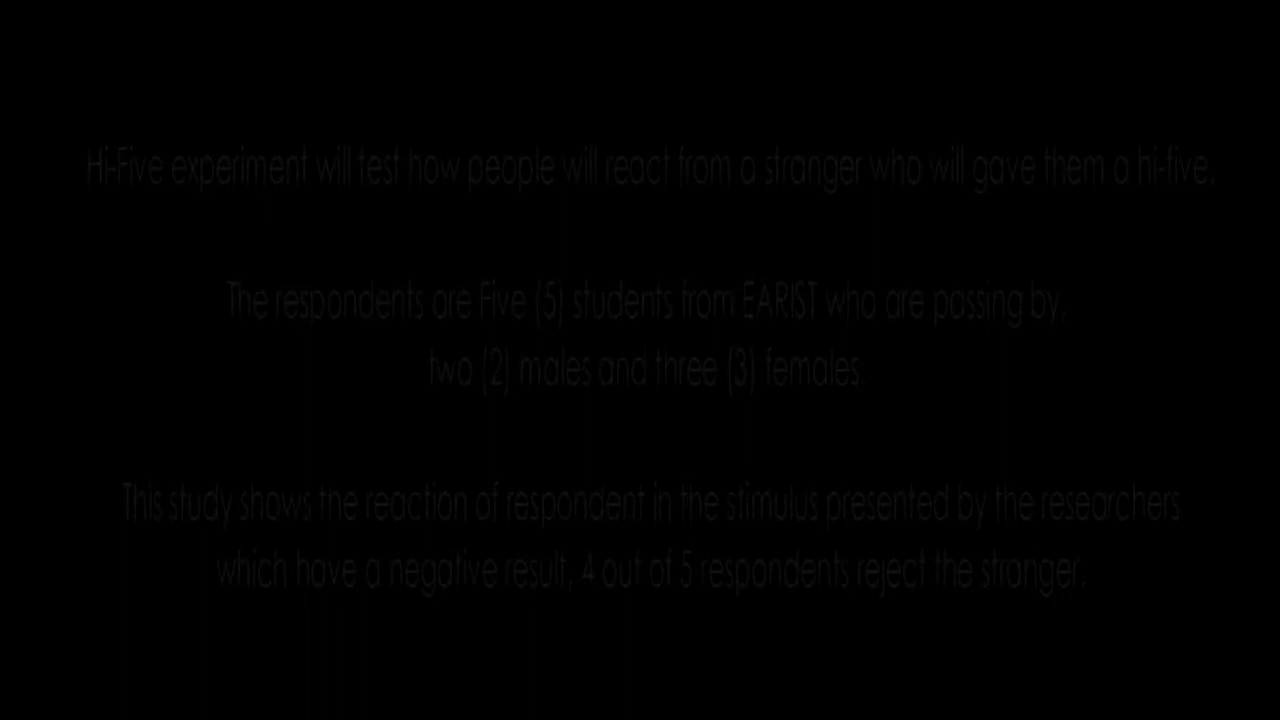 Hi-Five experiment will test how people will react from a stranger who will gave them a hi-five.
The respondents are Five (5) students from EARIST who are passing by,
two (2) males and three (3) females.
This study shows the reaction of respondent in the stimulus presented by the researchers
which have a negative result, 4 out of 5 respondents reject the stranger.